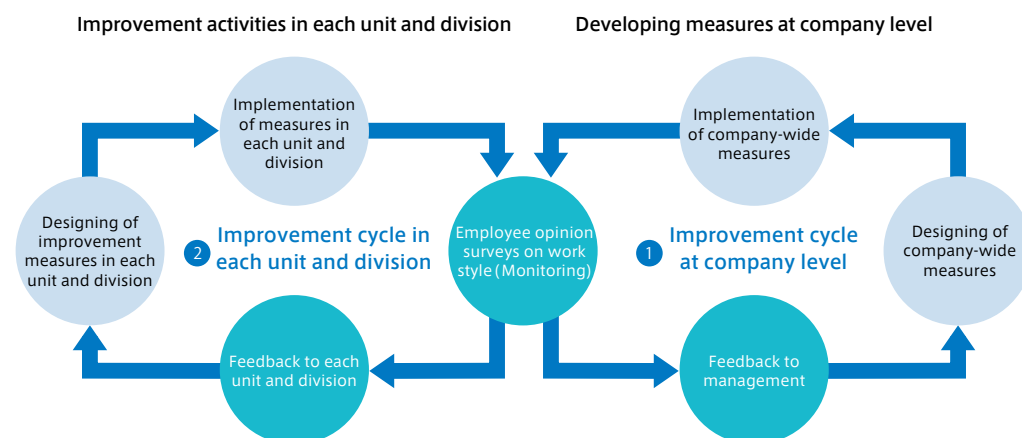 Improvement activities in each unit and division
Developing measures at company level
Implementation
of measures in
each unit and
division
Implementation
of company-wide
measures
Designing of
improvement
measures in each
unit and division
2 Improvement cycle in
each unit and division
Employee opinion
surveys on work
style (Monitoring)
1 Improvement cycle
at company level
Designing of
company-wide
measures
Feedback to each
unit and division
Feedback to
management